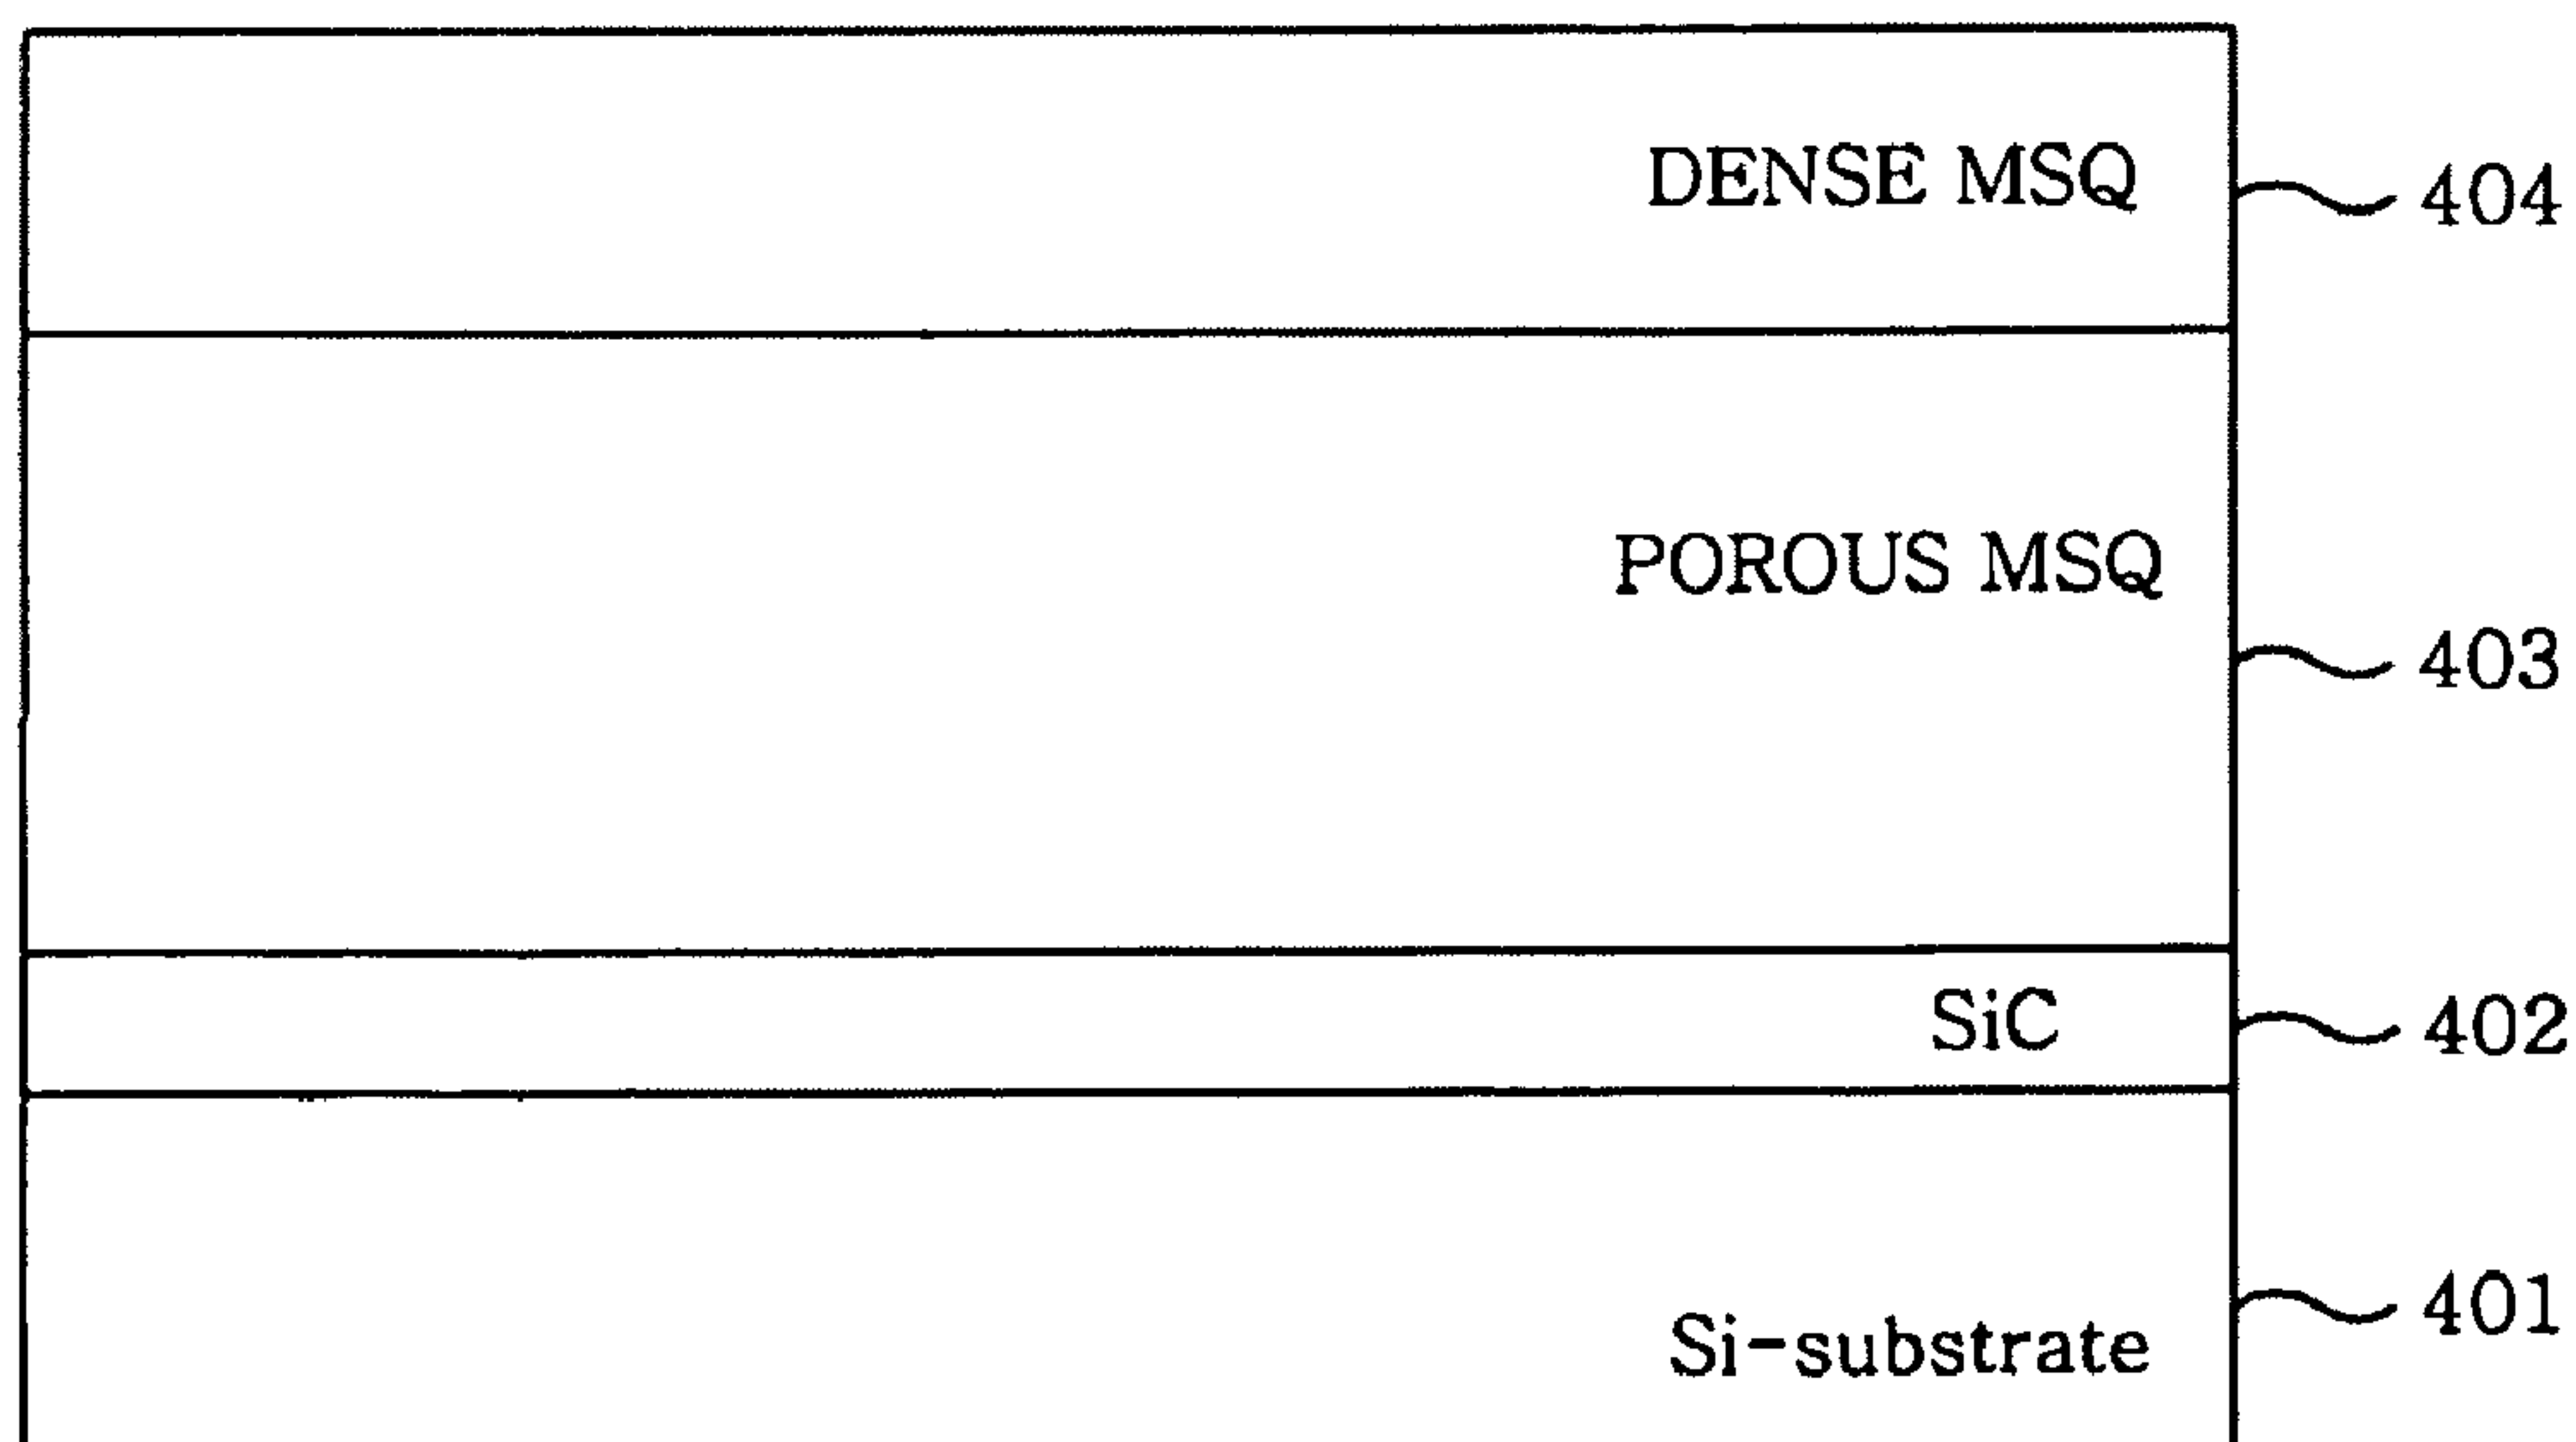 DENSE MSQ
404
POROUS MSQ
403
SiC
402
401
Si-substrate